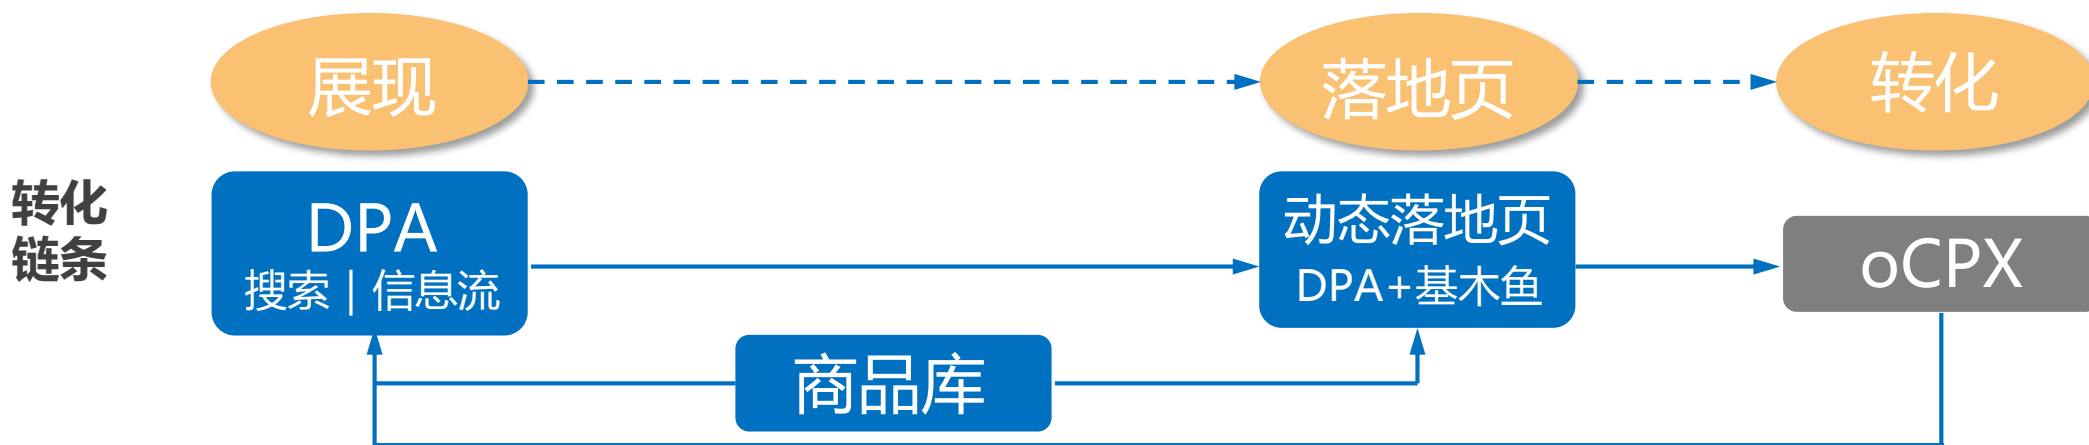 展现
落地页
转化
转化
链条
DPA
搜索｜信息流
动态落地页
DPA+基木鱼
oCPX
商品库